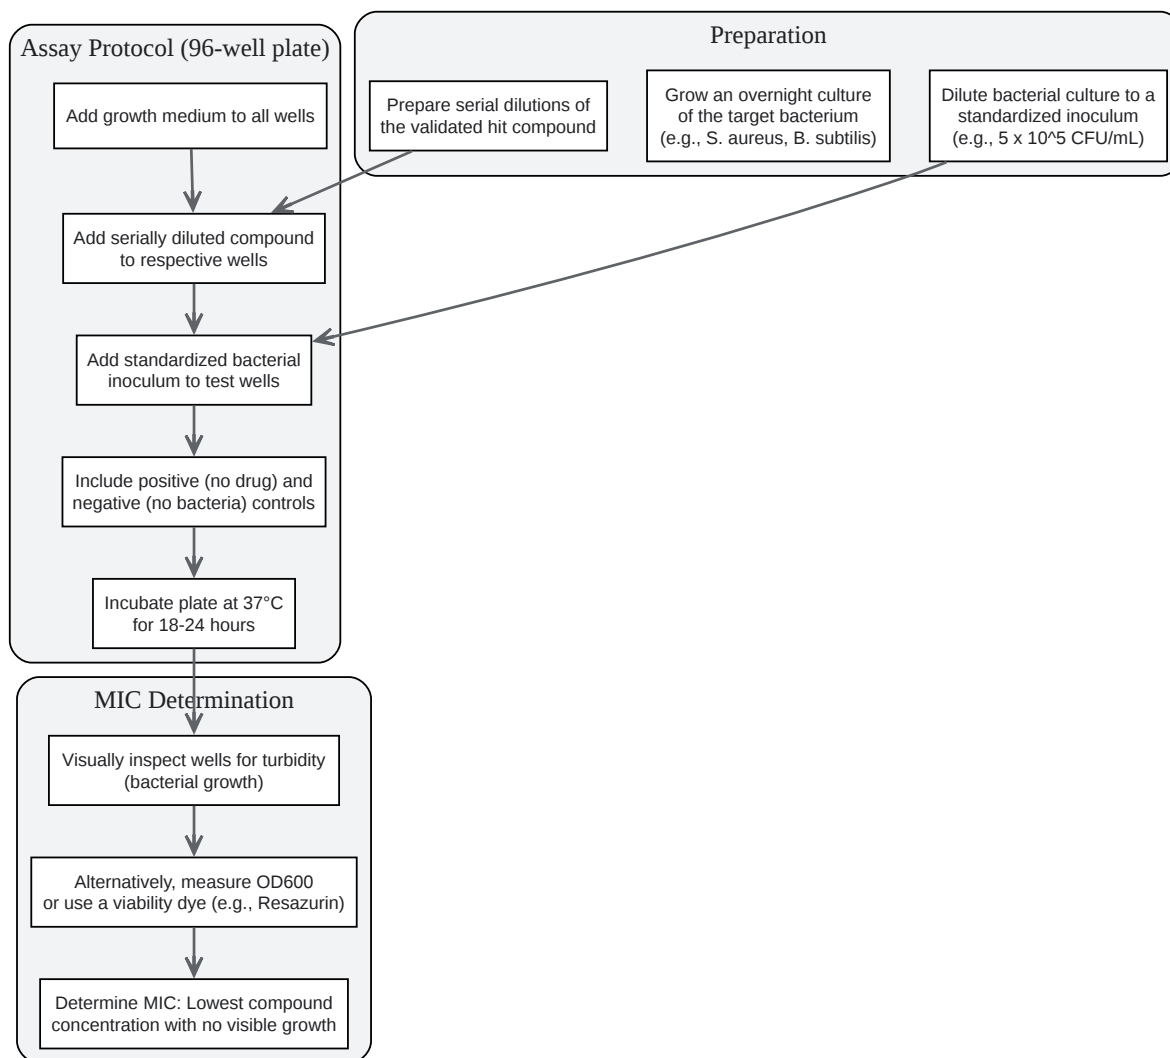 Assay Protocol (96-well plate)
Add growth medium to all wells
Preparation
Prepare serial dilutions of
the validated hit compound
Grow an overnight culture
of the target bacterium
(e.g., S. aureus, B. subtilis)
Dilute bacterial culture to a
standardized inoculum
(e.g., 5 x 10^5 CFU/mL)
Add serially diluted compound
to respective wells
Add standardized bacterial
inoculum to test wells
Include positive (no drug) and
negative (no bacteria) controls
Incubate plate at 37°C
for 18-24 hours
MIC Determination
Visually inspect wells for turbidity
(bacterial growth)
Alternatively, measure OD600
or use a viability dye (e.g., Resazurin)
Determine MIC: Lowest compound
concentration with no visible growth